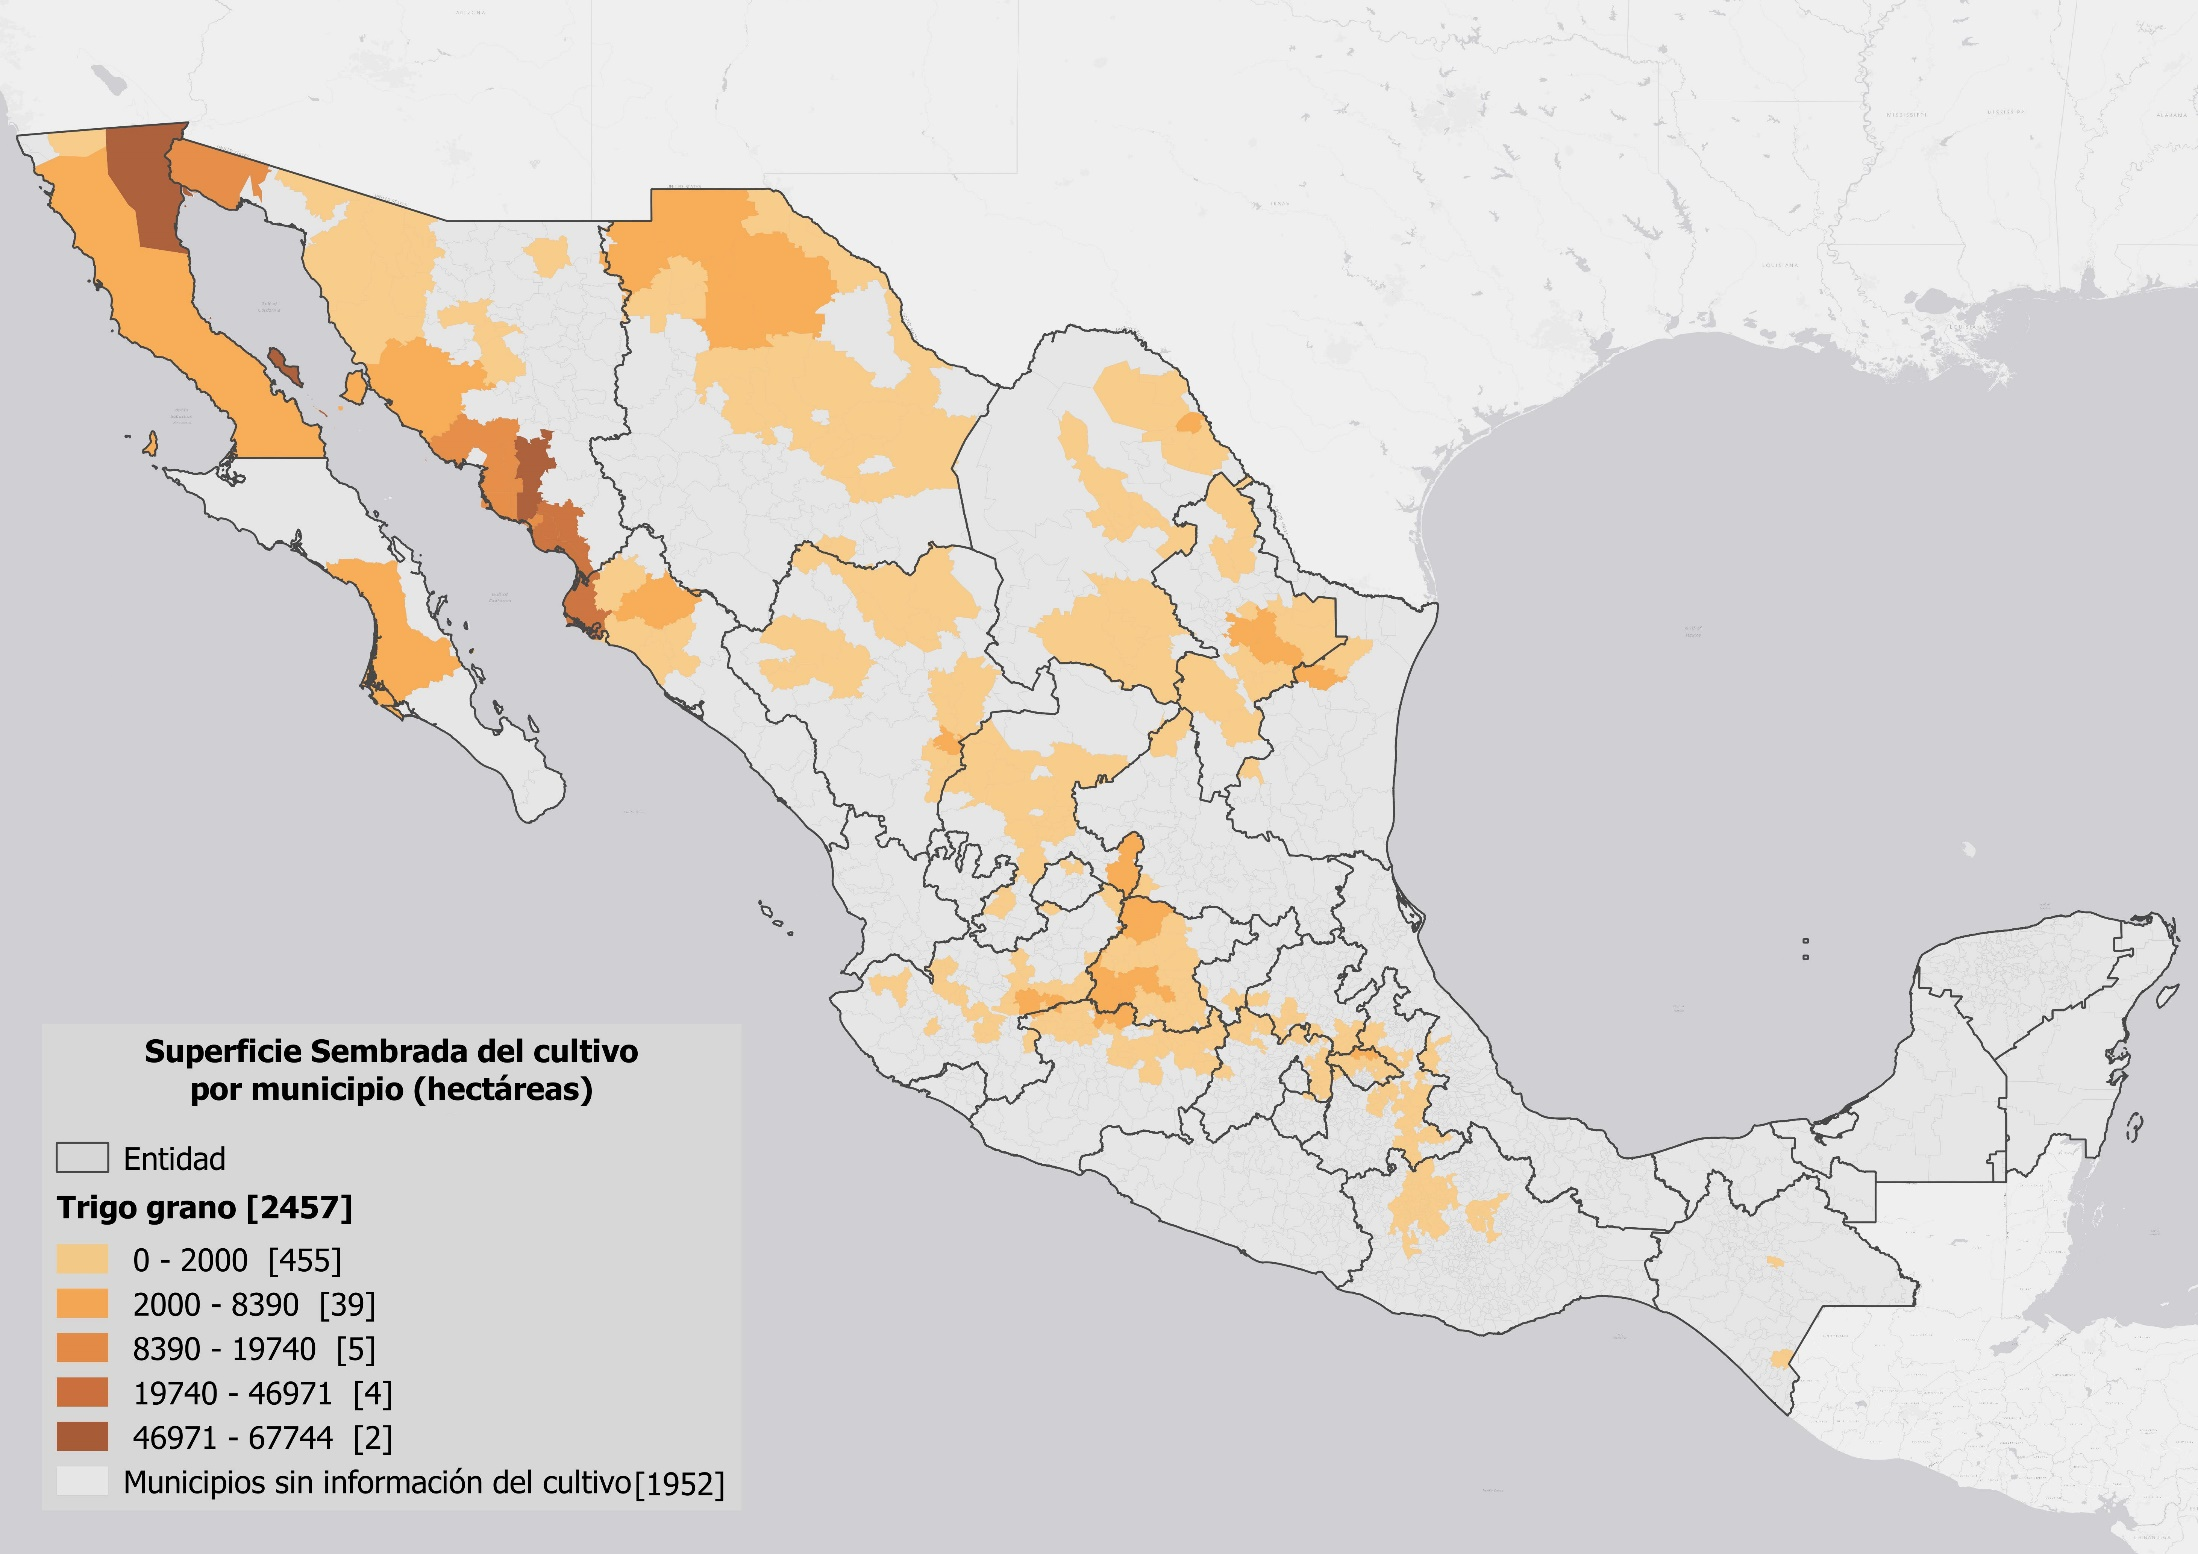 Superficie Sembrada del cultivo
por municipio (hectáreas)
Entidad
Trigo grano [2457]
0 - 2000 [455]
2000 - 8390 [39]
8390 - 19740 [5]
19740 - 46971 [4]
46971 - 67744 [2]
Municipios sin información del cultivo[1952]